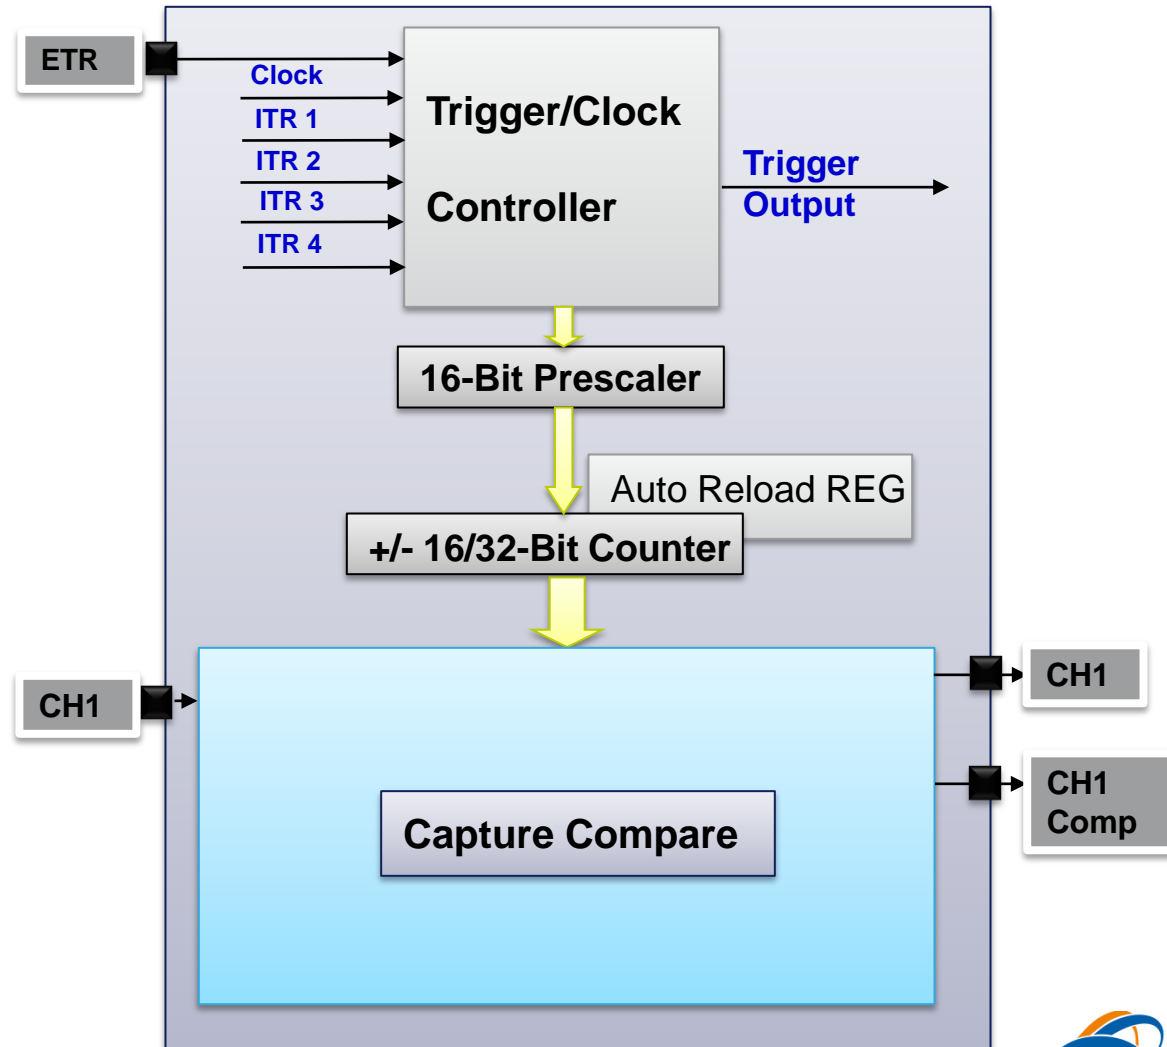 ETR
Clock
ITR 1
ITR 2
ITR 3
ITR 4
Trigger/Clock
Controller
Trigger
Output
16-Bit Prescaler
Auto Reload REG
+/- 16/32-Bit Counter
CH1
CH1
CH1
Comp
Capture Compare